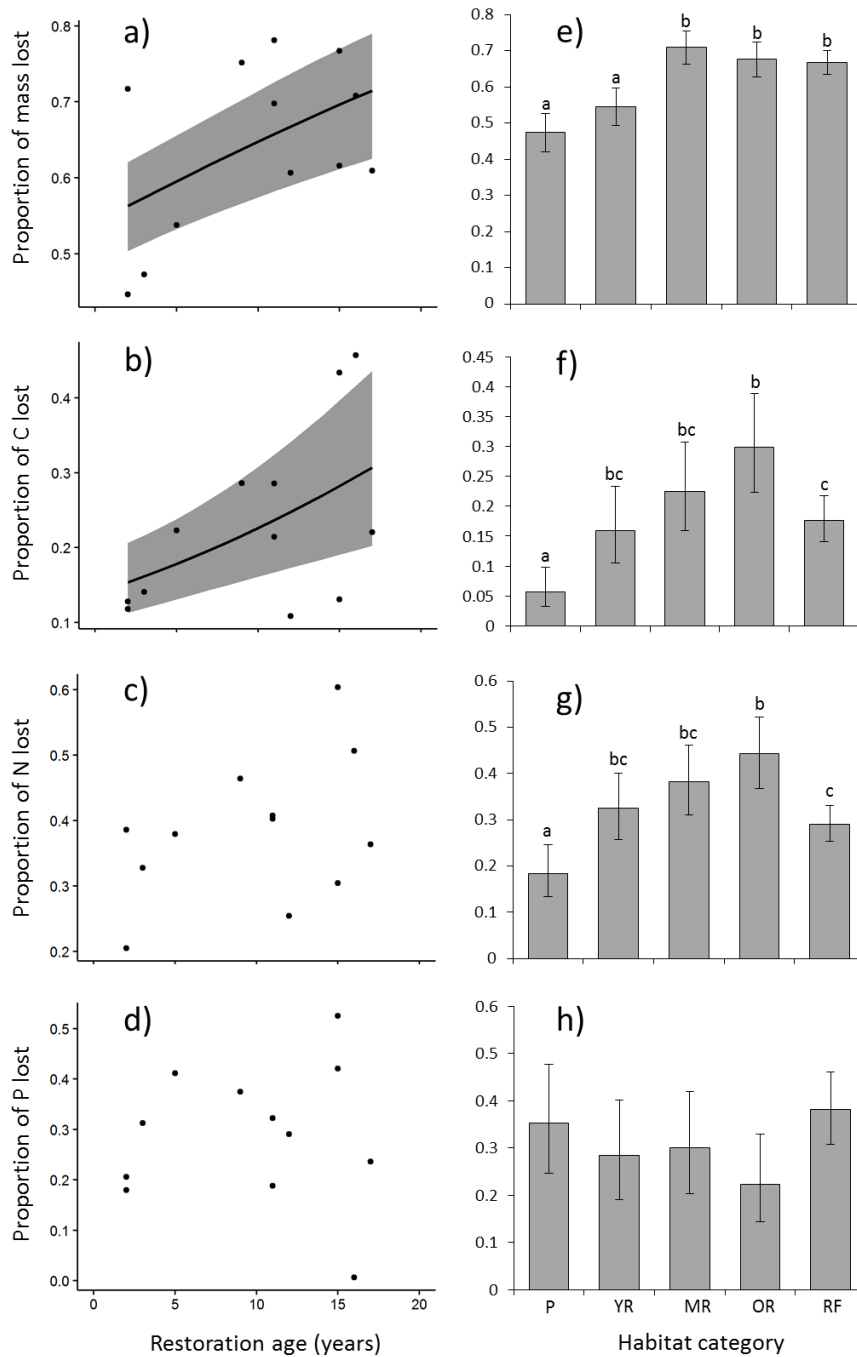 a)
Proportion of mass lost
0.8
0.7
0.6
0.5
e)
0.8
0.7
0.6
0.5
0.4
0.3
0.2
0.1
0
a
a
b
b
b
b)
Proportion of C lost
0.4
0.3
0.2
0.1
f)
0.45
0.4
0.35
0.3
0.25
0.2
0.15
0.1
0.05
0
a
bc
bc
b
c
c)
Proportion of N lost
0.6
0.5
0.4
0.3
0.2
g)
0.6
0.5
0.4
0.3
0.2
0.1
0
a
bc
bc
b
c
d)
Proportion of P lost
0.5
0.4
0.3
0.2
0.1
0.0
0 5 10 15 20
Restoration age (years)
h)
0.6
0.5
0.4
0.3
0.2
0.1
0
P YR MR OR RF
Habitat category